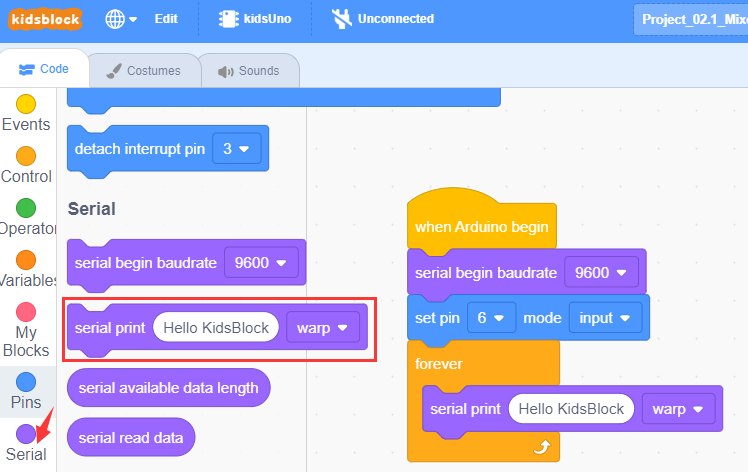 kidsblock Edit kidsUno Unconnected Project_02.1_Mixe
Code Costumes Sounds
Events
Control
Operator
Variables
My
Blocks
Pins
Serial
detach interrupt pin 3
Serial
serial begin baudrate 9600
serial print Hello KidsBlock warp
serial available data length
serial read data
when Arduino begin
serial begin baudrate 9600
set pin 6 mode input
forever
serial print Hello KidsBlock warp